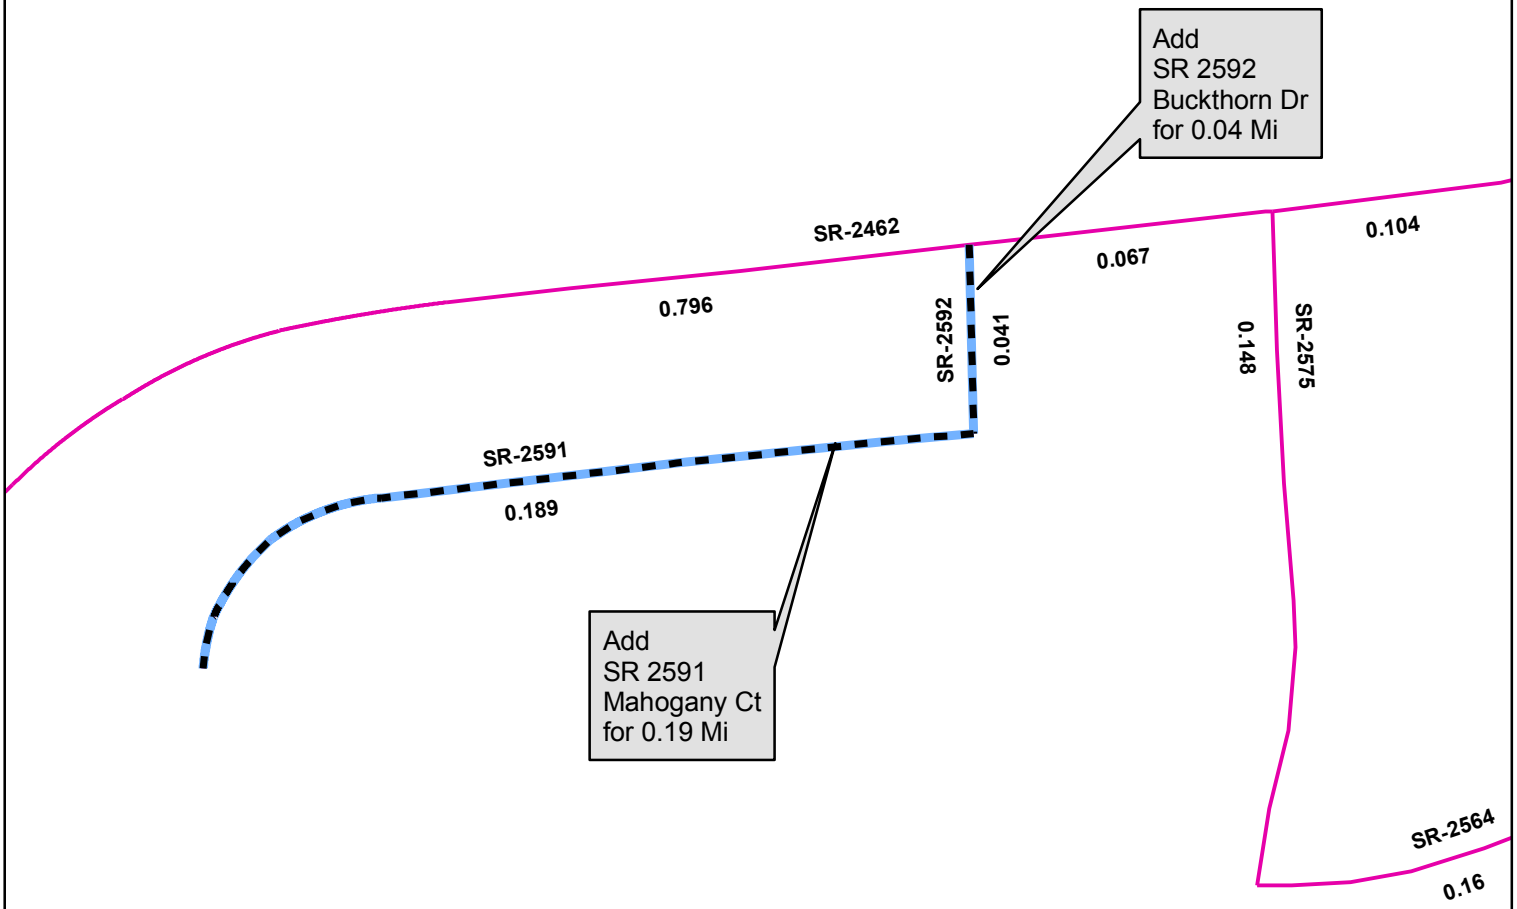 Add
SR 2592
Buckthorn Dr
for 0.04 Mi
SR-2462
0.104
0.067
0.796
SR-2592
0.041
0.148
SR-2575
SR-2591
0.189
Add
SR 2591
Mahogany Ct
for 0.19 Mi
SR-2564
0.16